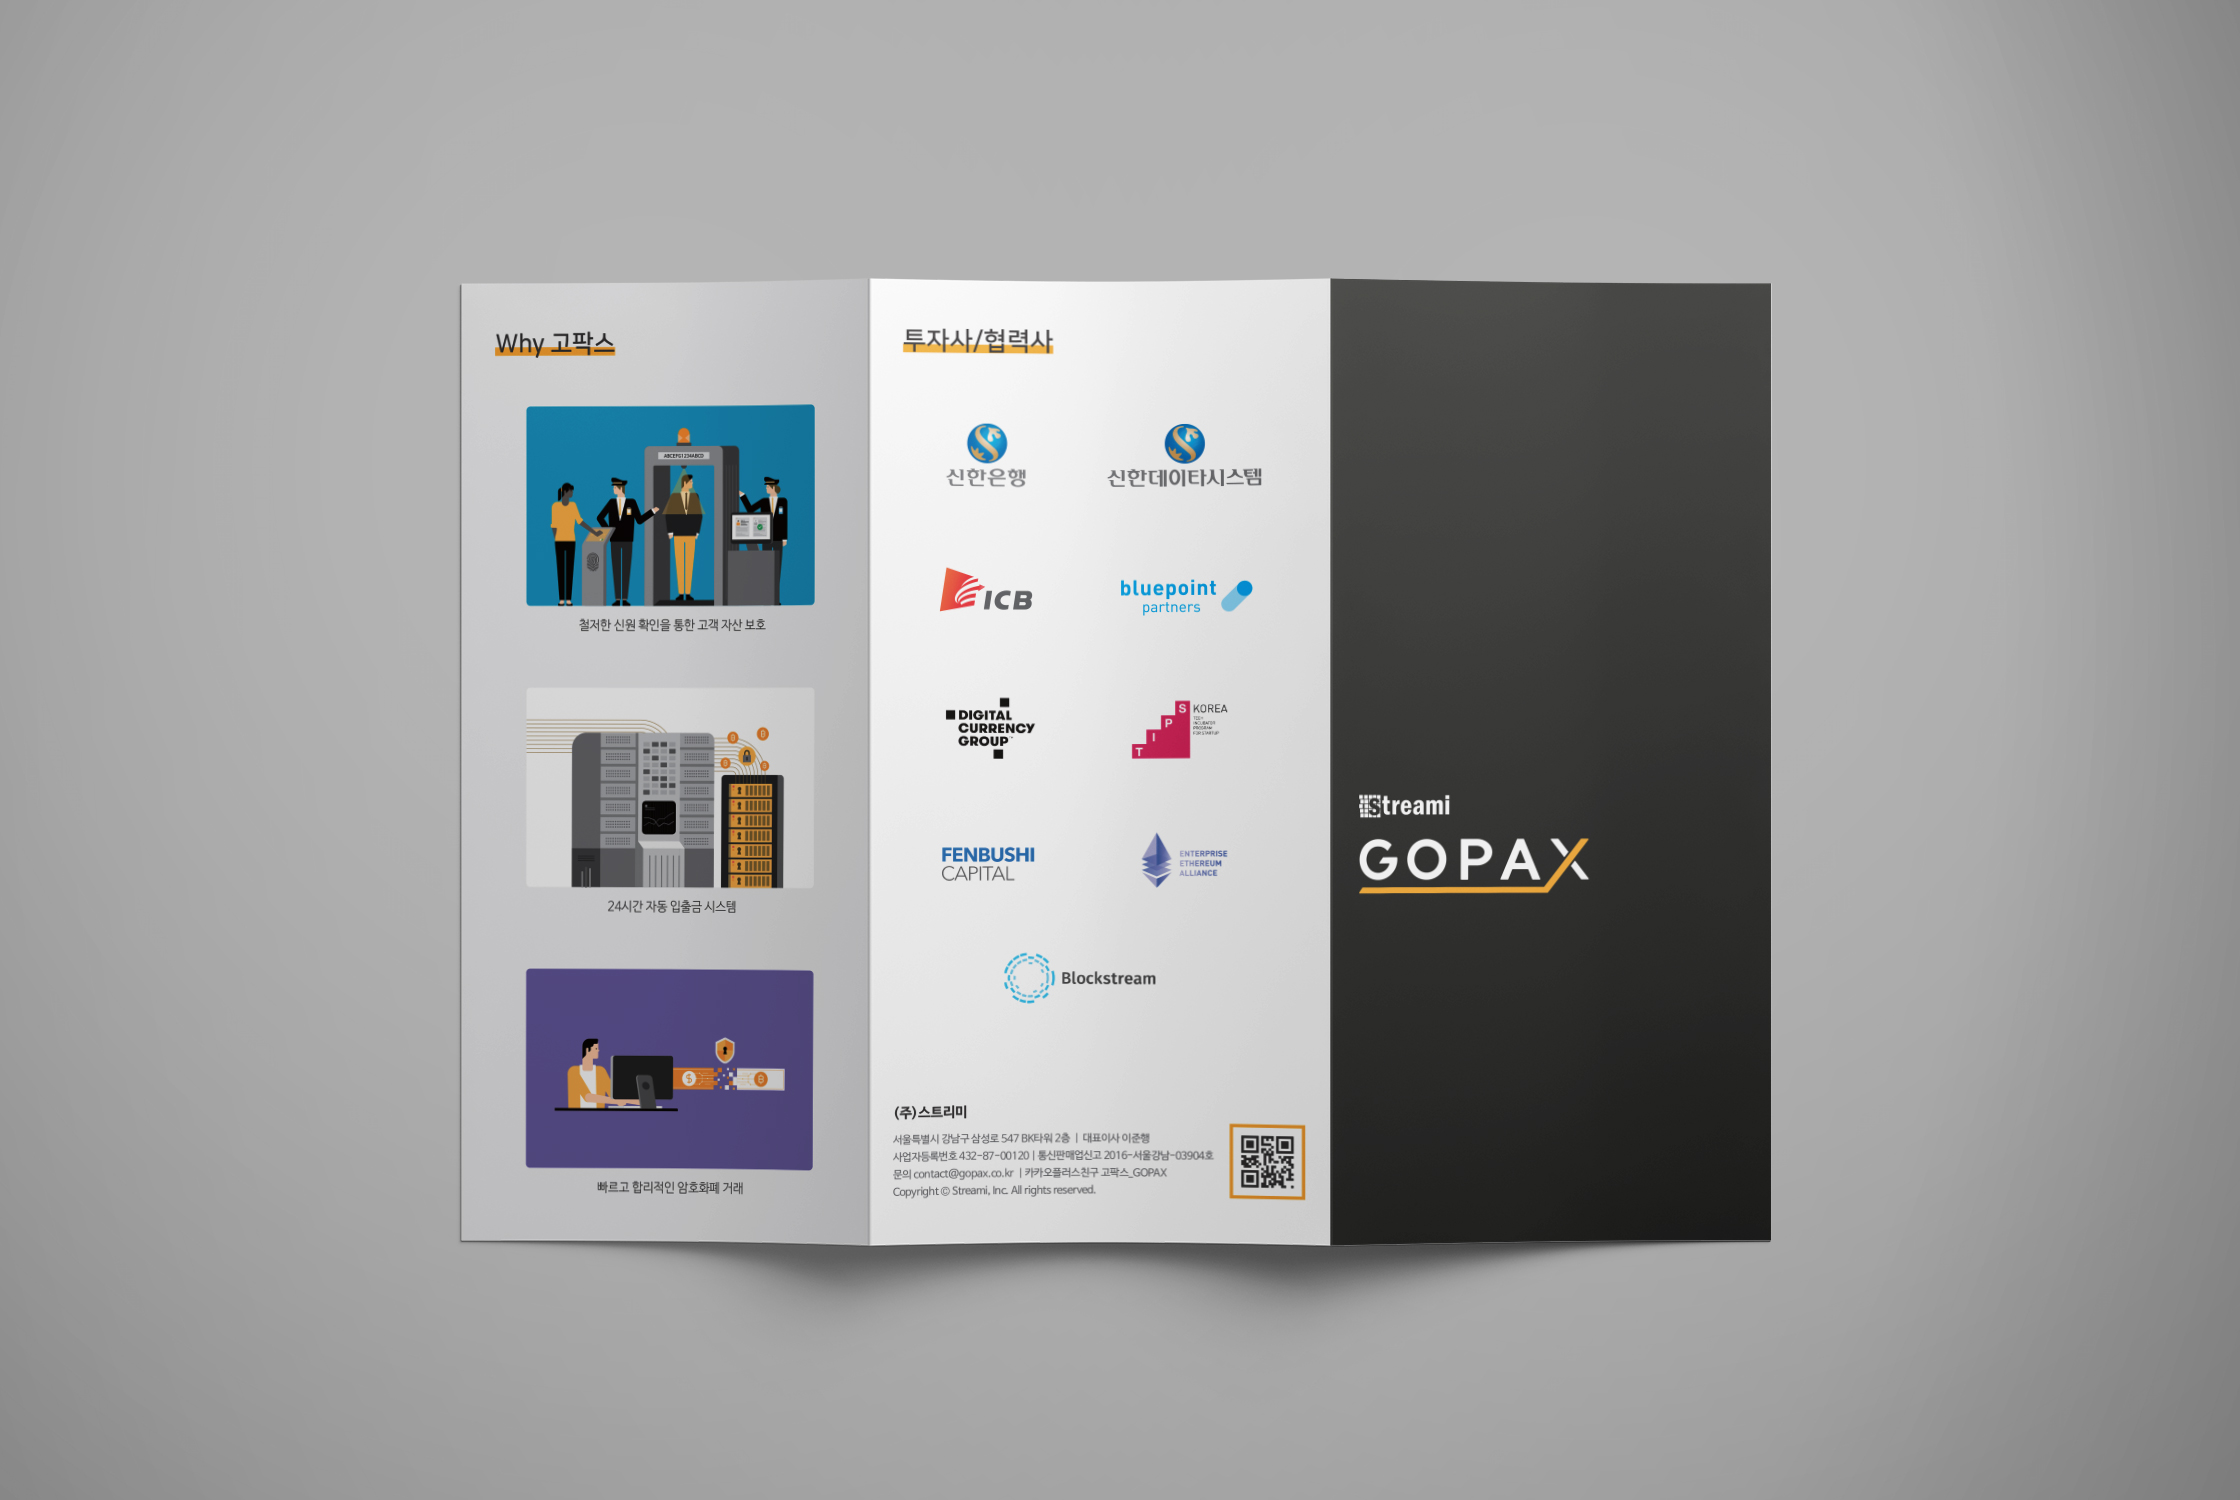 Why 고팍스
ABCEFG1234ABCD
철저한 신원 확인을 통한 고객 자산 보호
24시간 자동 입출금 시스템
빠르고 합리적인 암호화폐 거래
투자사/협력사
신한은행
신한데이타시스템
ICB
bluepoint
partners
DIGITAL
CURRENCY
GROUP
TIPS
KOREA
TECH
INCUBATOR
PROGRAM
FOR STARTUP
FENBUSHI
CAPITAL
ENTERPRISE
ETHEREUM
ALLIANCE
Blockstream
(주)스트리미
서울특별시 강남구 삼성로 547 BK타워 2층 | 대표이사 이준행
사업자등록번호 432-87-00120 | 통신판매업신고 2016-서울강남-03904호
문의 contact@gopax.co.kr | 카카오플러스친구 고팍스_GOPAX
Copyright © Streami, Inc. All rights reserved.
Streami
GOPAX